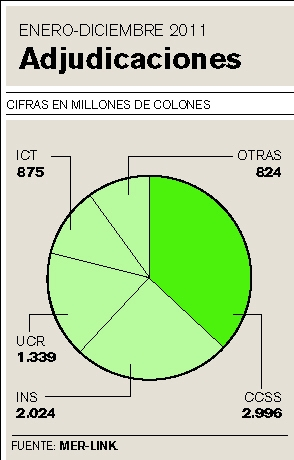 ENERO-DICIEMBRE 2011
Adjudicaciones
CIFRAS EN MILLONES DE COLONES
ICT
875
OTRAS
824
UCR
1.339
INS
2.024
CCSS
2.996
FUENTE: MER-LINK.